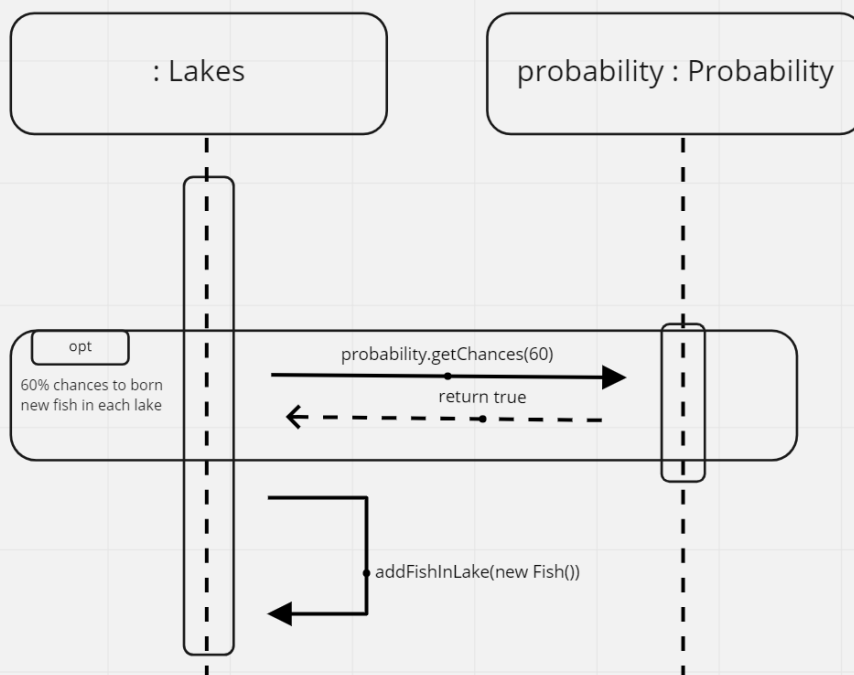 : Lakes
probability : Probability
opt
60% chances to born
new fish in each lake
probability.getChances(60)
return true
addFishInLake(new Fish())